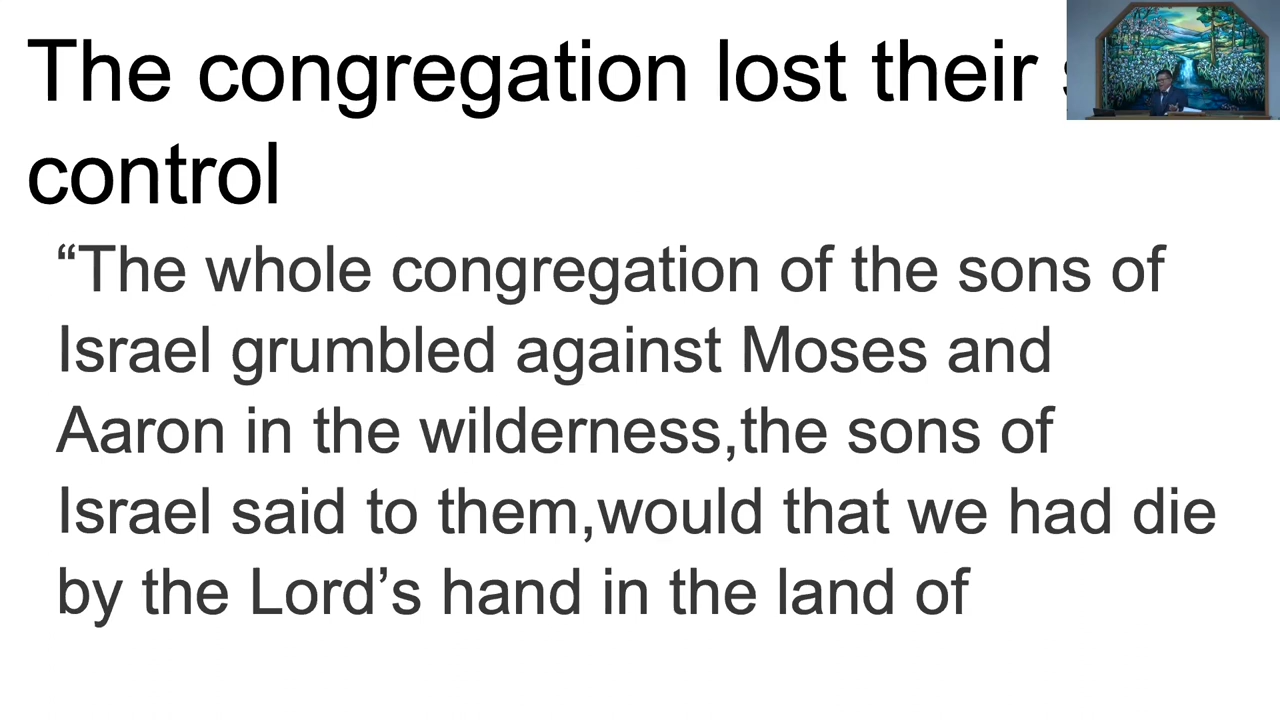 The congregation lost their
control
“The whole congregation of the sons of
Israel grumbled against Moses and
Aaron in the wilderness,the sons of
Israel said to them,would that we had die
by the Lord’s hand in the land of